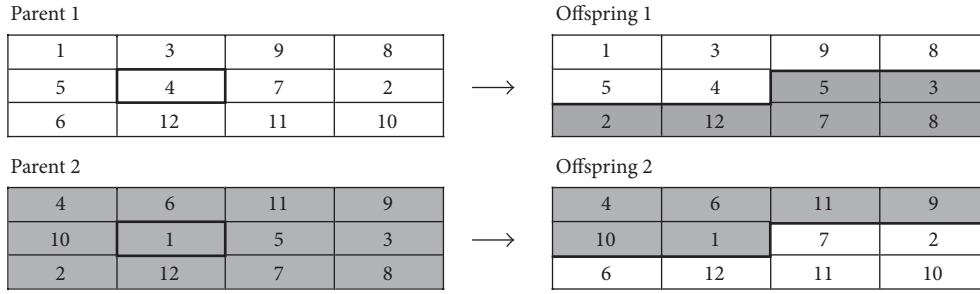 Parent 1
1 3 9 8
5 4 7 2
6 12 11 10
Offspring 1
1 3 9 8
5 4 5 3
2 12 7 8
Parent 2
4 6 11 9
10 1 5 3
2 12 7 8
Offspring 2
4 6 11 9
10 1 7 2
6 12 11 10